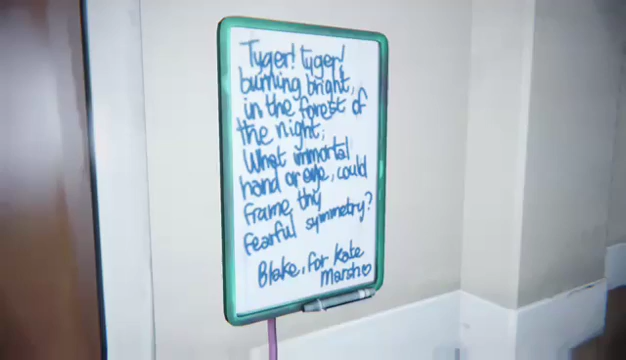 Tyger! tyger!
burning bright,
in the forest of
the night;
What immortal
hand or eye, could
frame thy
fearful symmetry?
Blake, for Kate
Marsh♡